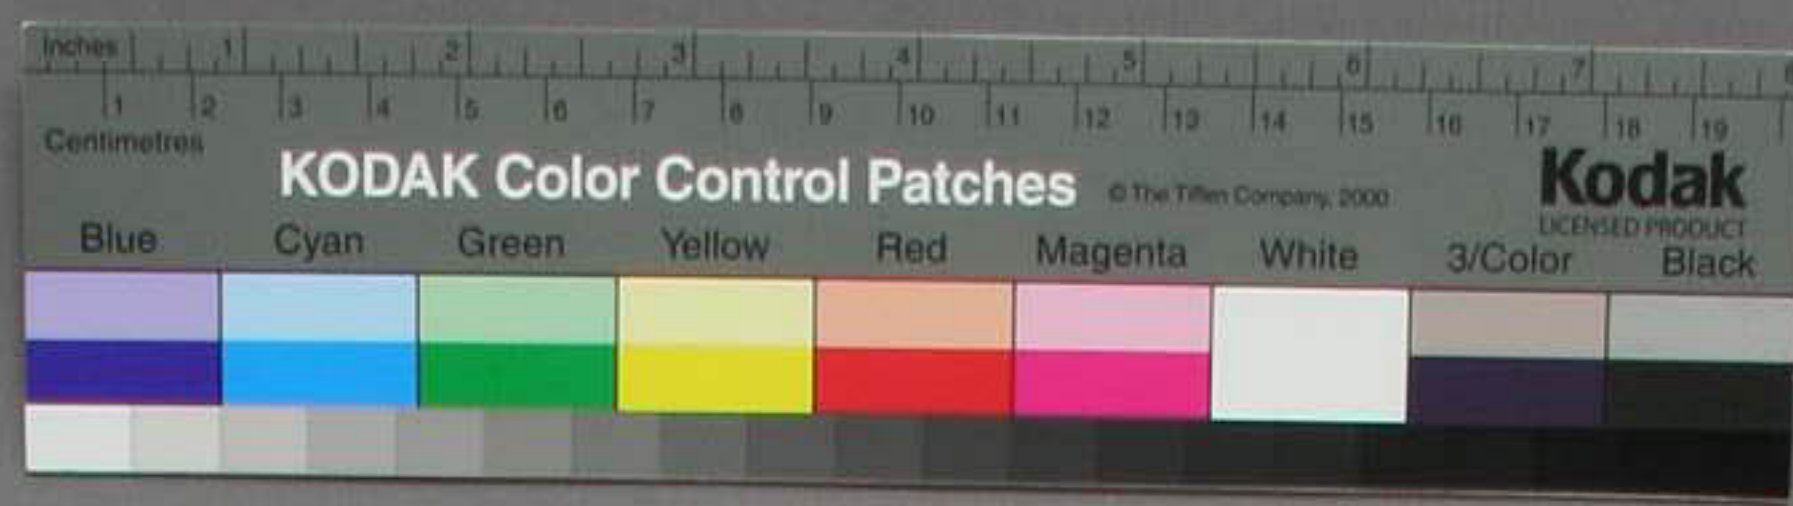 Inches 1 2 3 4 5 6 7 8
1 2 3 4 5 6 7 8 9 10 11 12 13 14 15 16 17 18 19
Centimetres
KODAK Color Control Patches © The Tiffen Company, 2000
Kodak
LICENSED PRODUCT
Blue Cyan Green Yellow Red Magenta White 3/Color Black